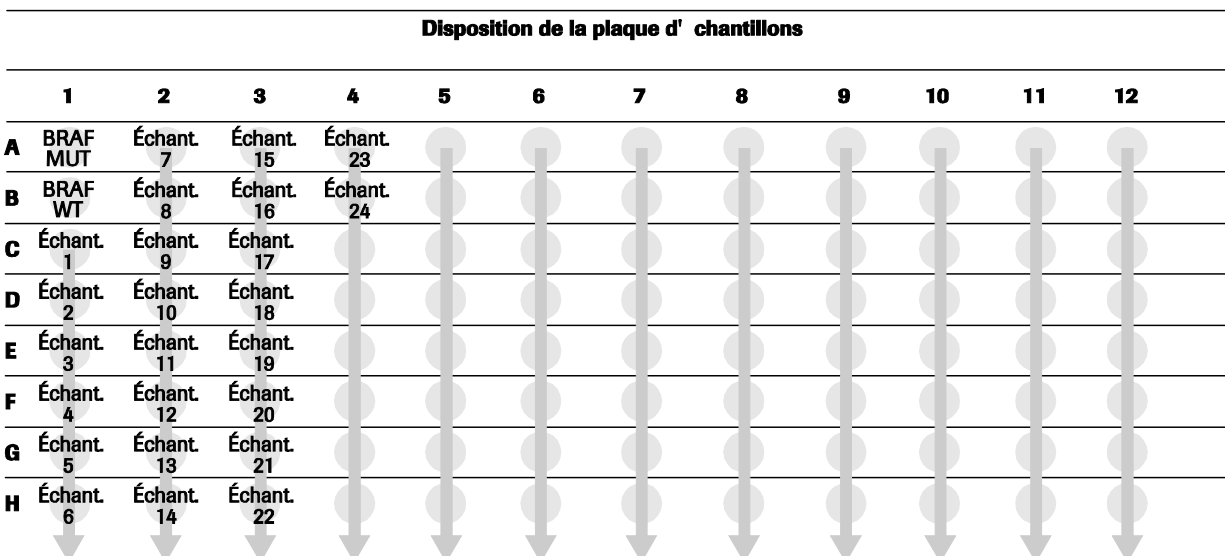 Disposition de la plaque d' chantillons
1 2 3 4 5 6 7 8 9 10 11 12
A BRAF MUT Échant. 7 Échant. 15 Échant. 23
B BRAF WT Échant. 8 Échant. 16 Échant. 24
C Échant. 1 Échant. 9 Échant. 17
D Échant. 2 Échant. 10 Échant. 18
E Échant. 3 Échant. 11 Échant. 19
F Échant. 4 Échant. 12 Échant. 20
G Échant. 5 Échant. 13 Échant. 21
H Échant. 6 Échant. 14 Échant. 22